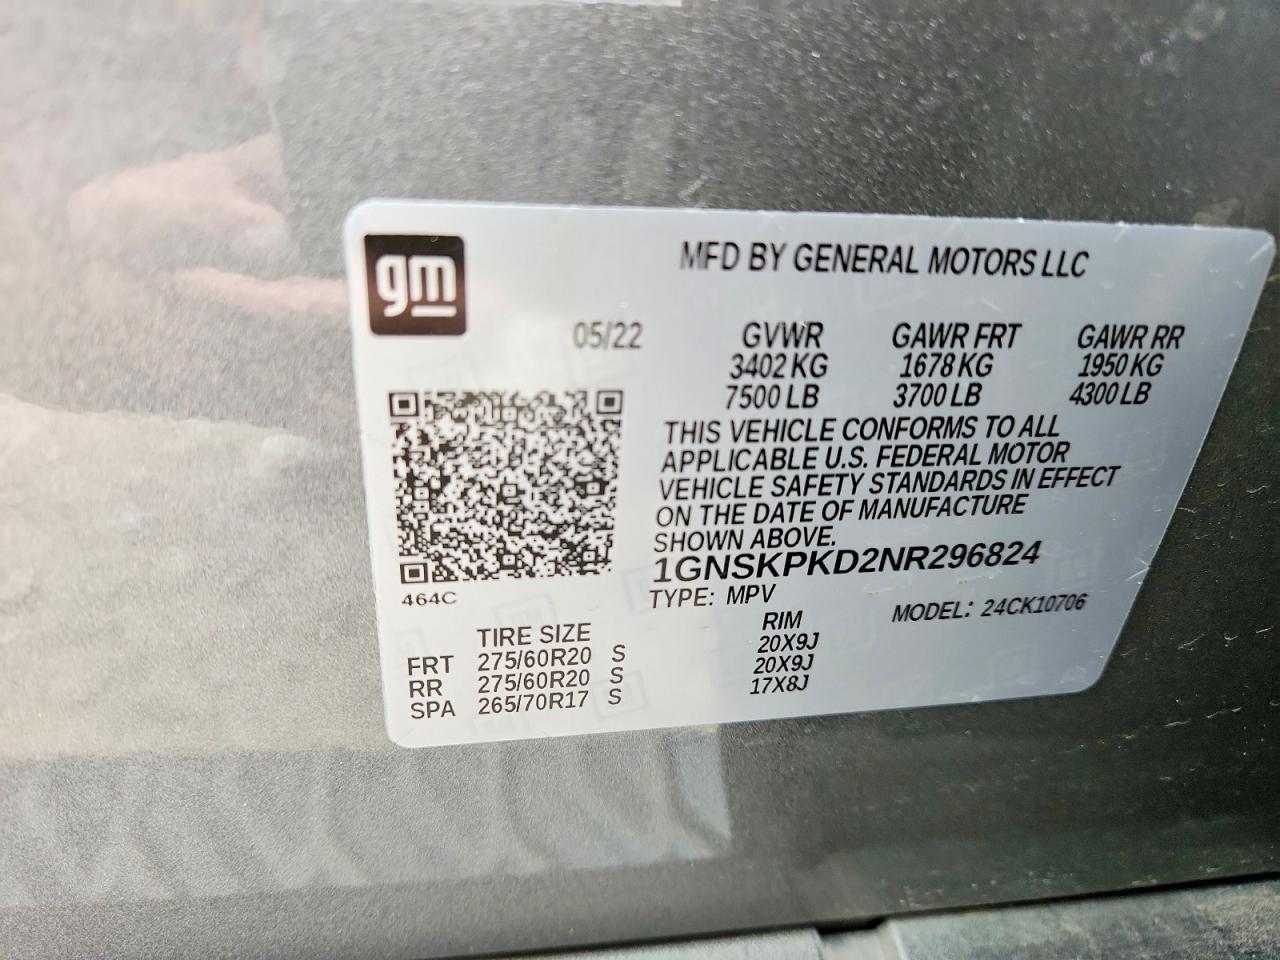 gm
MFD BY GENERAL MOTORS LLC
05/22 GVWR GAWR FRT GAWR RR
3402 KG 1678 KG 1950 KG
7500 LB 3700 LB 4300 LB
THIS VEHICLE CONFORMS TO ALL
APPLICABLE U.S. FEDERAL MOTOR
VEHICLE SAFETY STANDARDS IN EFFECT
ON THE DATE OF MANUFACTURE
SHOWN ABOVE.
1GNSKPKD2NR296824
464C
TYPE: MPV MODEL: 24CK10706
TIRE SIZE RIM
FRT 275/60R20 S 20X9J
RR 275/60R20 S 20X9J
SPA 265/70R17 S 17X8J